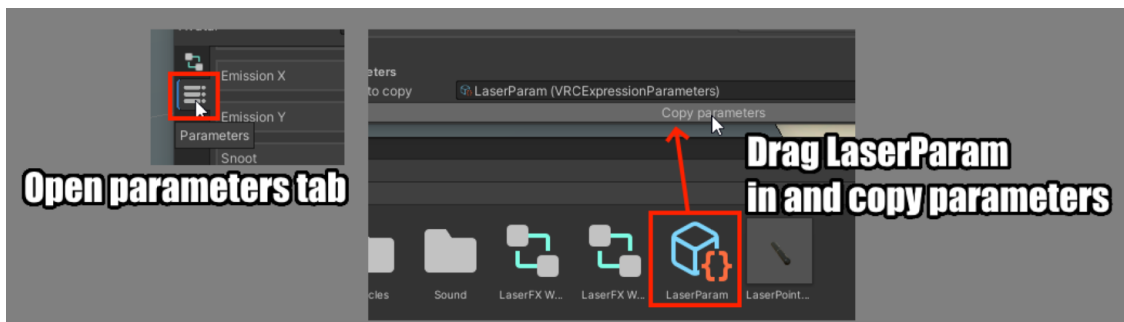 Emission X
Emission Y
Parameters
Snoot
Open parameters tab
eters
to copy
LaserParam (VRCExpressionParameters)
Copy parameters
Drag LaserParam
in and copy parameters
cles
Sound
LaserFX W...
LaserFX W...
LaserParam
LaserPoint...